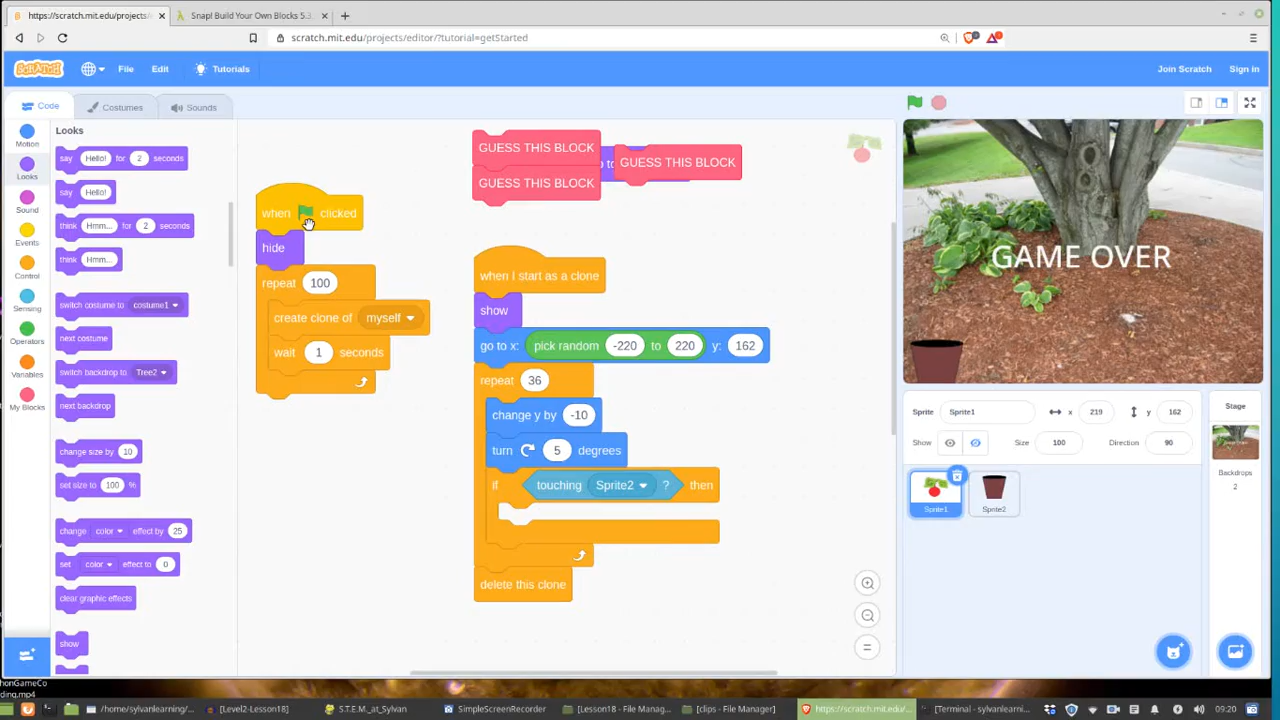 https://scratch.mit.edu/projects/e
Snap! Build Your Own Blocks 5.3.
scratch.mit.edu/projects/editor/?tutorial=getStarted
SCRATCH
File
Edit
Tutorials
Join Scratch
Sign in
Code
Costumes
Sounds
Motion
Looks
Sound
Events
Control
Sensing
Operators
Variables
My Blocks
Looks
say Hello! for 2 seconds
say Hello!
think Hmm... for 2 seconds
think Hmm...
switch costume to costume1
next costume
switch backdrop to Tree2
next backdrop
change size by 10
set size to 100 %
change color effect by 25
set color effect to 0
clear graphic effects
show
when clicked
hide
repeat 100
create clone of myself
wait 1 seconds
GUESS THIS BLOCK
GUESS THIS BLOCK
GUESS THIS BLOCK
when I start as a clone
show
go to x: pick random -220 to 220 y: 162
repeat 36
change y by -10
turn 5 degrees
if touching Sprite2 ? then
delete this clone
GAME OVER
Sprite Sprite1 x 219 y 162
Show Size 100 Direction 90
Sprite1
Sprite2
Stage
Backdrops
2
honGameCo
ding.mp4
/home/sylvanlearning/...
[Level2-Lesson18]
S.T.E.M._at_Sylvan
SimpleScreenRecorder
[Lesson18 - File Manag...
[clips - File Manager]
https://scratch.mit.edu/...
[Terminal - sylvanlearni...
09:20